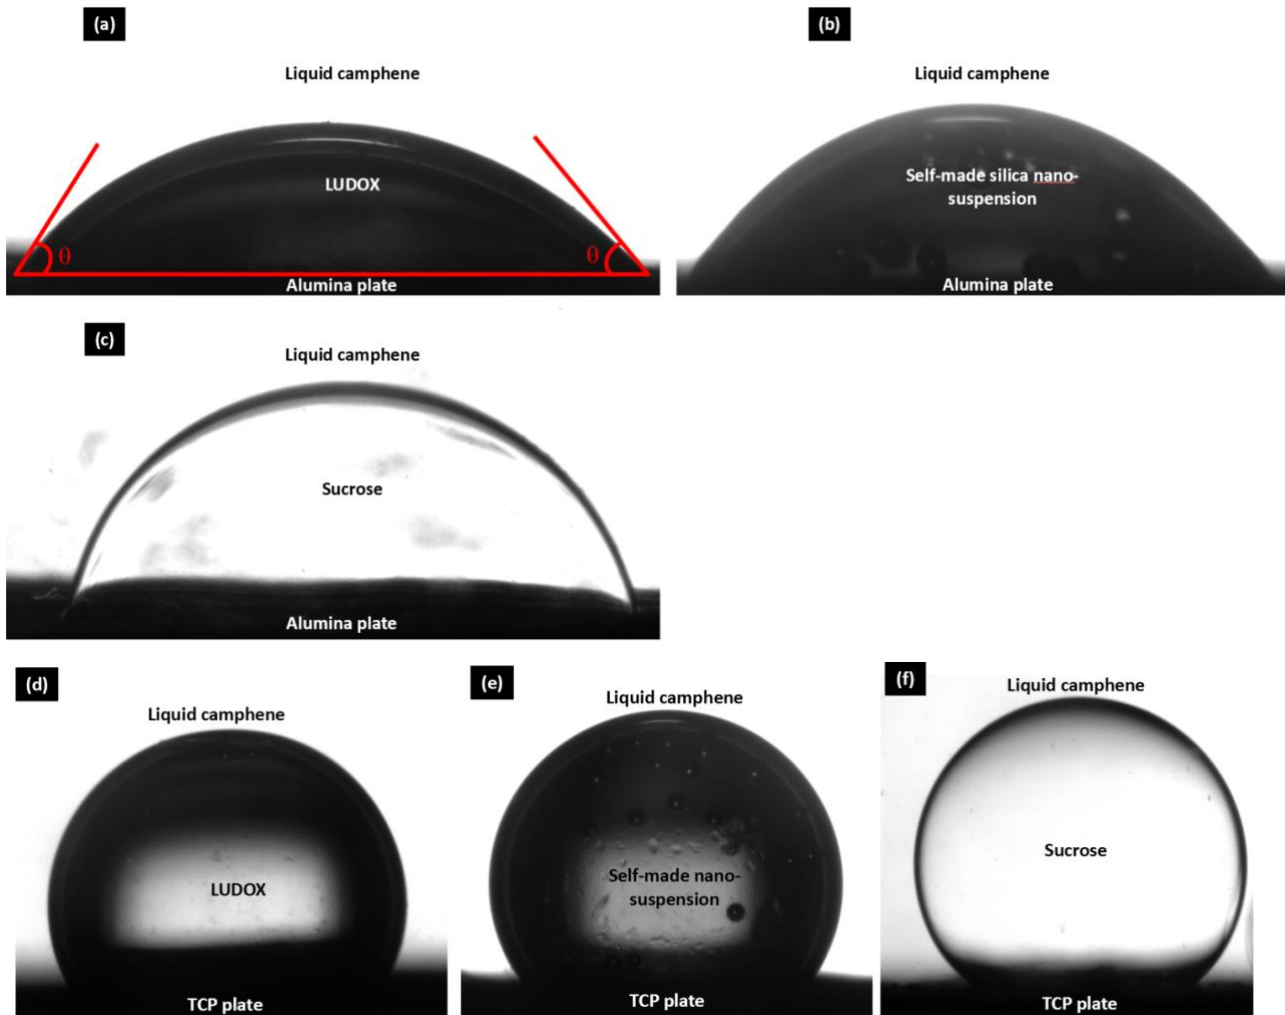 (a)
Liquid camphene
LUDOX
θ
θ
Alumina plate
(b)
Liquid camphene
Self-made silica nano-
suspension
Alumina plate
(c)
Liquid camphene
Sucrose
Alumina plate
(d)
Liquid camphene
LUDOX
TCP plate
(e)
Liquid camphene
Self-made nano-
suspension
TCP plate
(f)
Liquid camphene
Sucrose
TCP plate